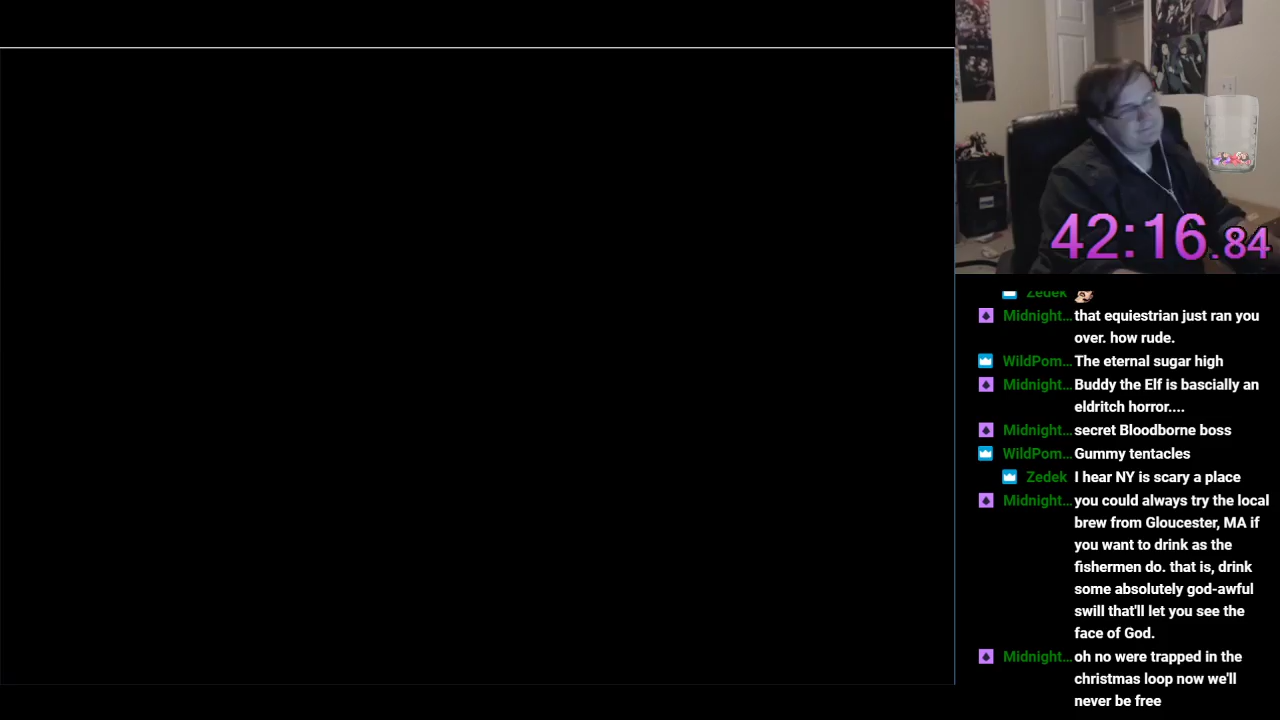 42:16.84
Zedek
Midnight... that equiestrian just ran you
over. how rude.
WildPom... The eternal sugar high
Midnight... Buddy the Elf is bascially an
eldritch horror....
Midnight... secret Bloodborne boss
WildPom... Gummy tentacles
Zedek I hear NY is scary a place
Midnight... you could always try the local
brew from Gloucester, MA if
you want to drink as the
fishermen do. that is, drink
some absolutely god-awful
swill that'll let you see the
face of God.
Midnight... oh no were trapped in the
christmas loop now we'll
never be free